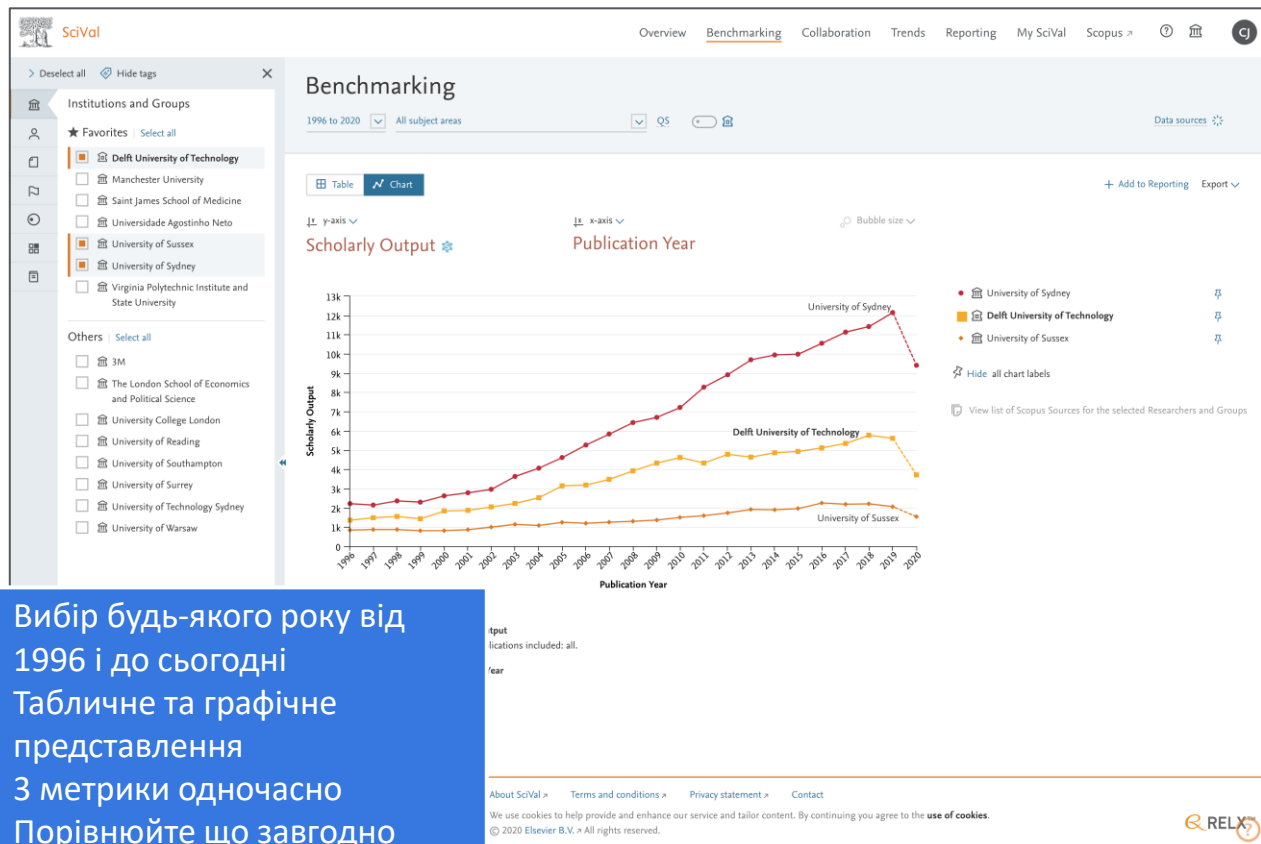 SciVal
Overview Benchmarking Collaboration Trends Reporting My SciVal Scopus CJ
Deselect all Hide tags
Institutions and Groups
Favorites Select all
Delft University of Technology
Manchester University
Saint James School of Medicine
Universidade Agostinho Neto
University of Sussex
University of Sydney
Virginia Polytechnic Institute and
State University
Others Select all
3M
The London School of Economics
and Political Science
University College London
University of Reading
University of Southampton
University of Surrey
University of Technology Sydney
University of Warsaw
Benchmarking
1996 to 2020 All subject areas QS Data sources
Table Chart + Add to Reporting Export
y-axis x-axis Bubble size
Scholarly Output Publication Year
13k
12k
11k
10k
9k
8k
7k
6k
5k
4k
3k
2k
1k
0
Scholarly Output
University of Sydney
Delft University of Technology
University of Sussex
1996 1997 1998 1999 2000 2001 2002 2003 2004 2005 2006 2007 2008 2009 2010 2011 2012 2013 2014 2015 2016 2017 2018 2019 2020
Publication Year
University of Sydney
Delft University of Technology
University of Sussex
Hide all chart labels
View list of Scopus Sources for the selected Researchers and Groups
Вибір будь-якого року від
1996 і до сьогодні
Табличне та графічне
представлення
3 метрики одночасно
Порівнюйте що завгодно
included: all.
About SciVal Terms and conditions Privacy statement Contact
We use cookies to help provide and enhance our service and tailor content. By continuing you agree to the use of cookies.
© 2020 Elsevier B.V. All rights reserved.
RELX™